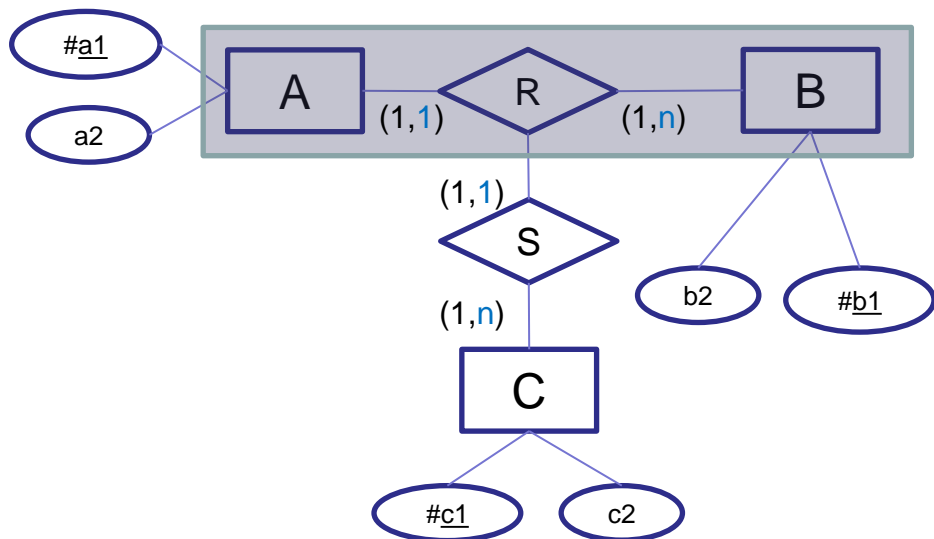 #a1
A
R
B
(1,1)
(1,n)
a2
(1,1)
S
b2
#b1
(1,n)
C
#c1
c2